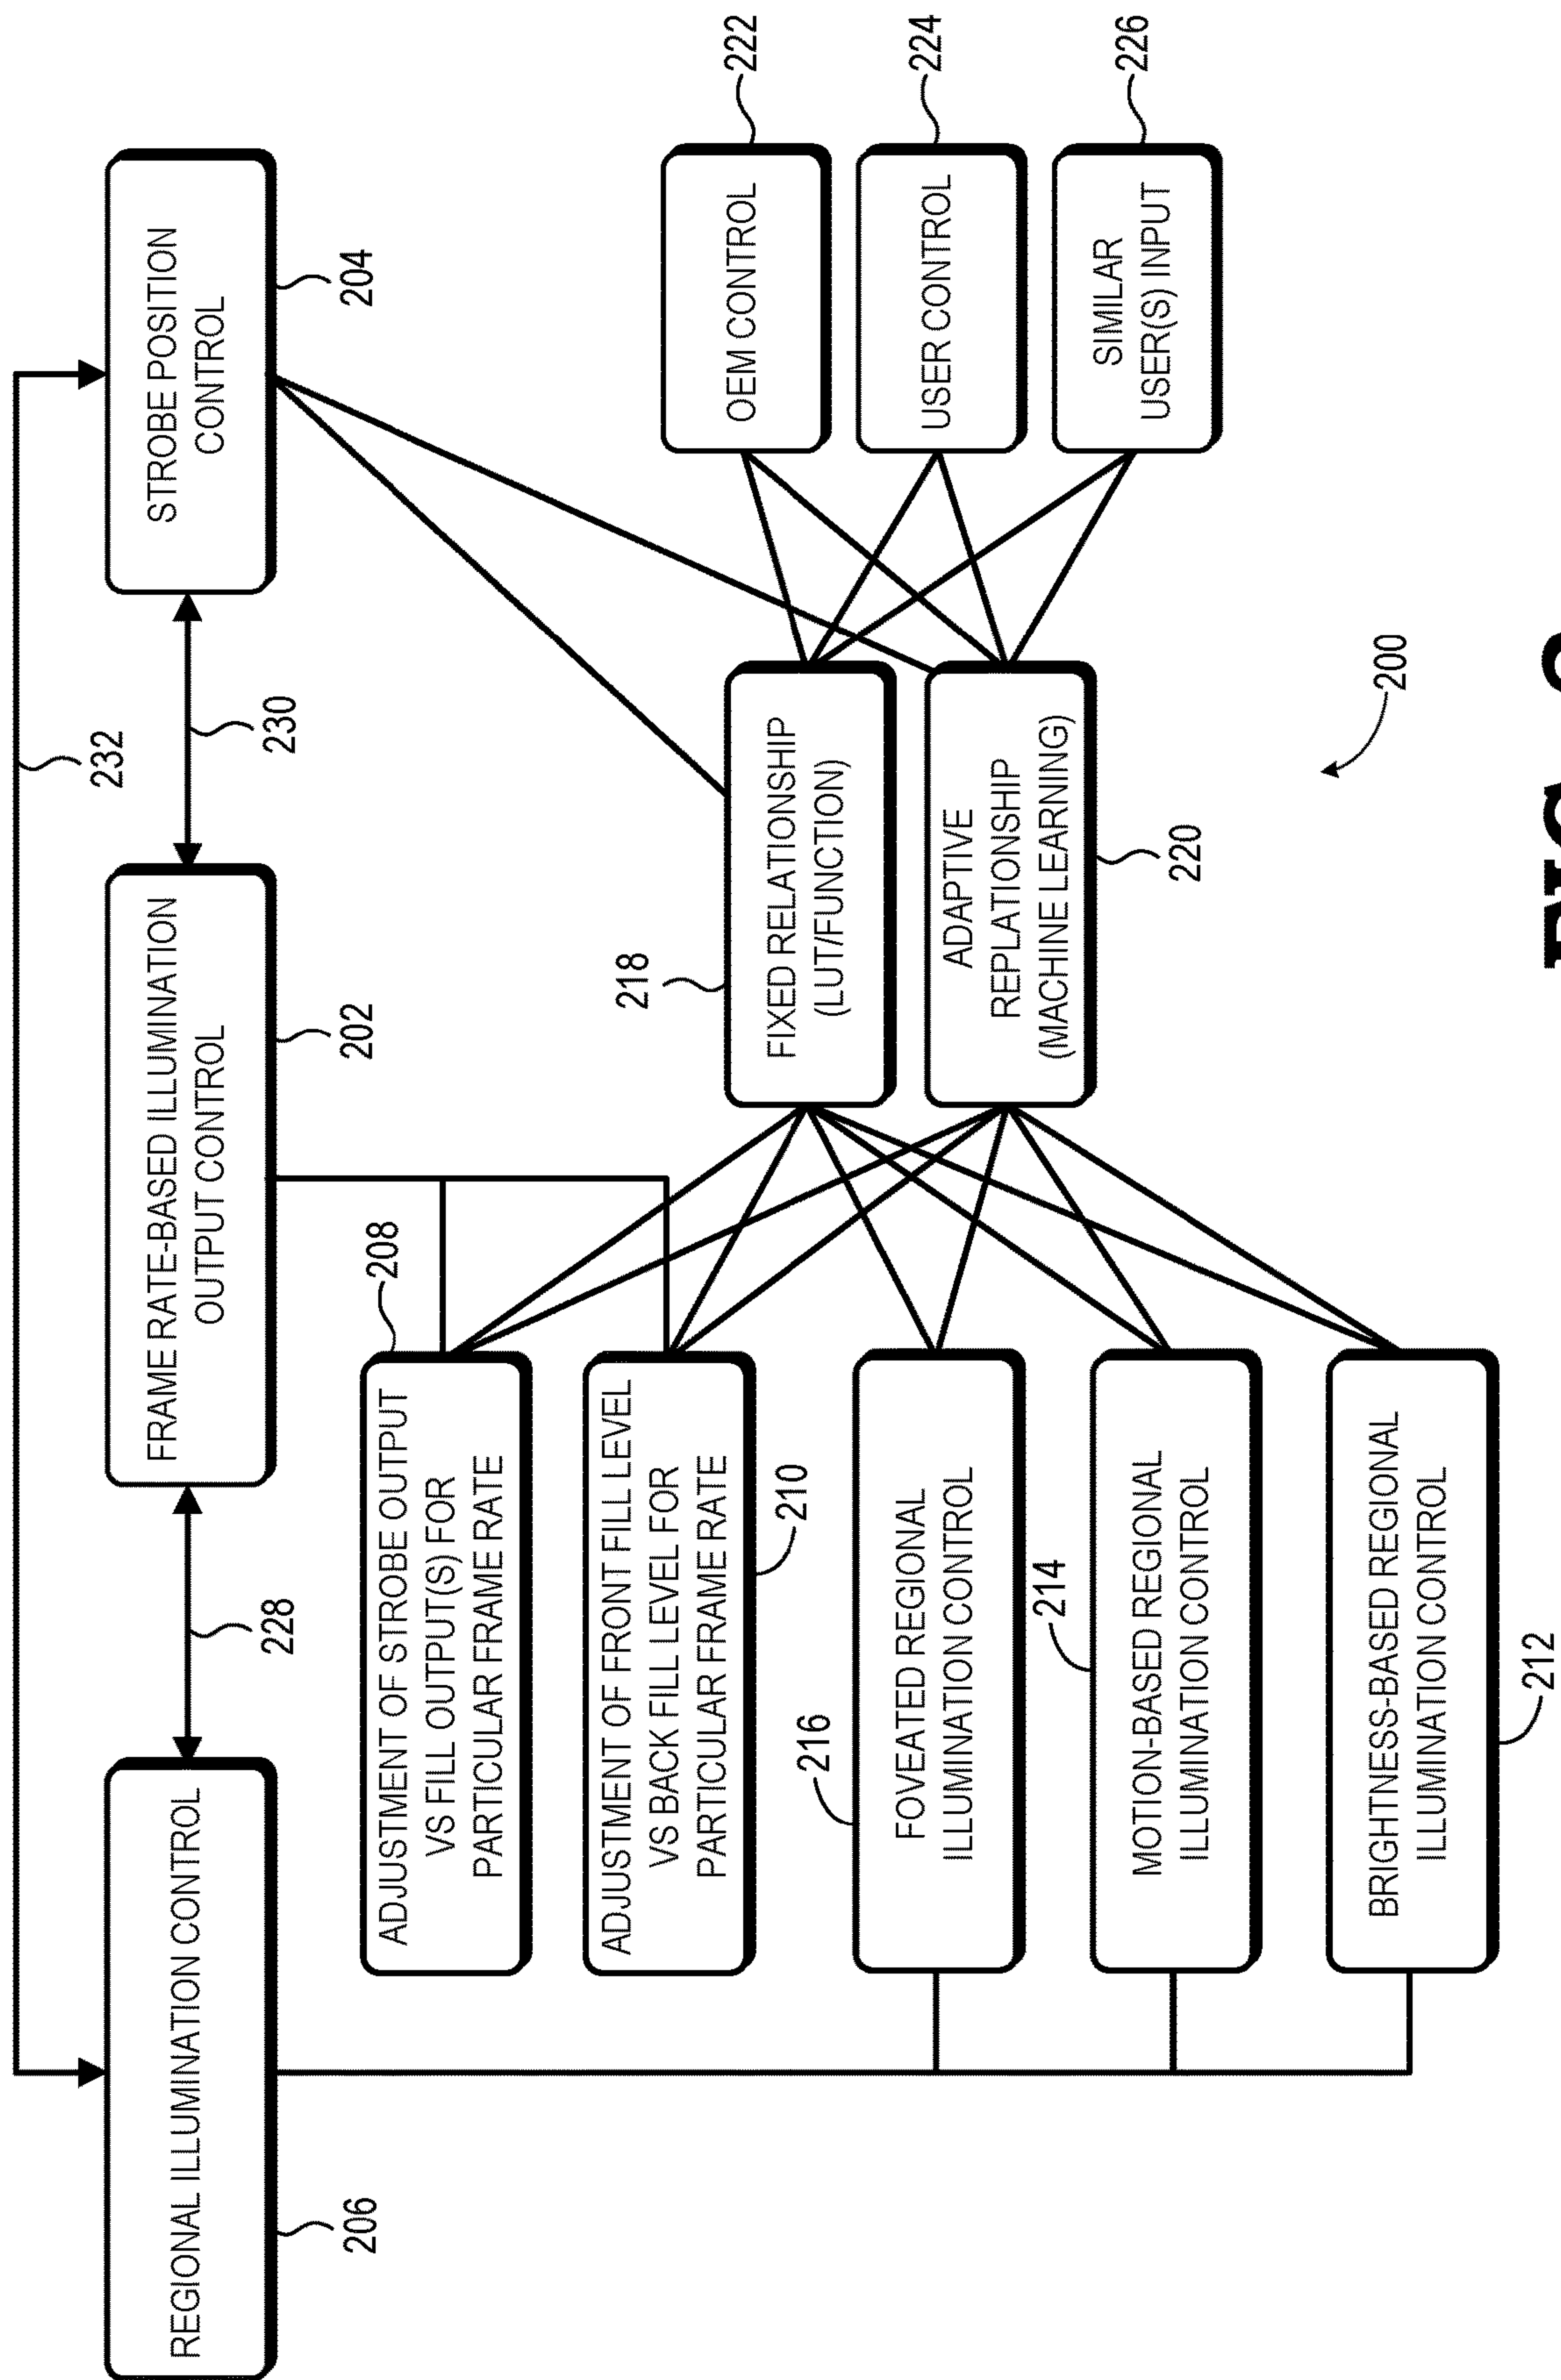 232
REGIONAL ILLUMINATION CONTROL
FRAME RATE-BASED ILLUMINATION
OUTPUT CONTROL
STROBE POSITION
CONTROL
228
230
206
202
204
208
ADJUSTMENT OF STROBE OUTPUT
VS FILL OUTPUT(S) FOR
PARTICULAR FRAME RATE
ADJUSTMENT OF FRONT FILL LEVEL
VS BACK FILL LEVEL FOR
PARTICULAR FRAME RATE
210
216
FOVEATED REGIONAL
ILLUMINATION CONTROL
214
MOTION-BASED REGIONAL
ILLUMINATION CONTROL
BRIGHTNESS-BASED REGIONAL
ILLUMINATION CONTROL
212
218
FIXED RELATIONSHIP
(LUT/FUNCTION)
ADAPTIVE
REPLATIONSHIP
(MACHINE LEARNING)
220
OEM CONTROL
222
USER CONTROL
224
SIMILAR
USER(S) INPUT
226
200
FIG.